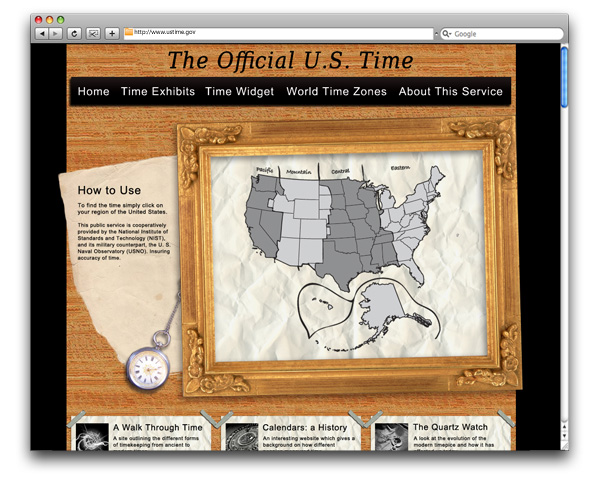 http://www.ustime.gov
Google
The Official U.S. Time
Home Time Exhibits Time Widget World Time Zones About This Service
Pacific Mountain Central Eastern
How to Use
To find the time simply click on
your region of the United States.
This public service is cooperatively
provided by the National Institute of
Standards and Technology (NIST),
and its military counterpart, the U. S.
Naval Observatory (USNO). Insuring
accuracy of time.
A Walk Through Time
A site outlining the different forms
of timekeeping from ancient to
Calendars: a History
An interesting website which gives a
background on how different
The Quartz Watch
A look at the evolution of the
modern timepice and how it has